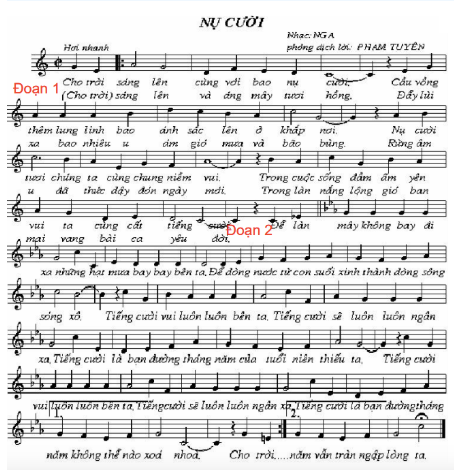 NỤ CƯỜI
Nhạc: NGA
Hơi nhanh
phỏng dịch lời: PHẠM TUYÊN
Cho trời sáng lên cùng với bao nụ cười, Cầu vồng
Đoạn 1
(Cho trời) sáng lên và áng mây tươi hồng, Đẩy lùi
thêm lung linh bao ánh sắc lên ở khắp nơi. Nụ cười
xa bao nhiêu u ám gió mưa và bão bùng. Rừng âm
tươi chúng ta cùng chung niềm vui. Trong cuộc sống đầm ấm yên
u đã thức dậy đón ngày mới. Trong làn nắng lộng gió ban
vui ta cùng cất tiếng cười. Để làn mây không bay đi
Đoạn 2
mai vang bài ca yêu đời.
xa những hạt mưa bay bay bên ta, Để dòng nước từ con suối xinh thành dòng sông
sóng xô. Tiếng cười vui luôn luôn bên ta, Tiếng cười sẽ luôn luôn ngân
xa, Tiếng cười là bạn đường tháng năm của tuổi niên thiếu ta. Tiếng cười
vui luôn luôn bên ta, Tiếng cười sẽ luôn luôn ngân xa, Tiếng cười là bạn đường tháng
1. 2.
năm không thể nào xoá nhoà. Cho trời,.....năm vẫn tràn ngập lòng ta.